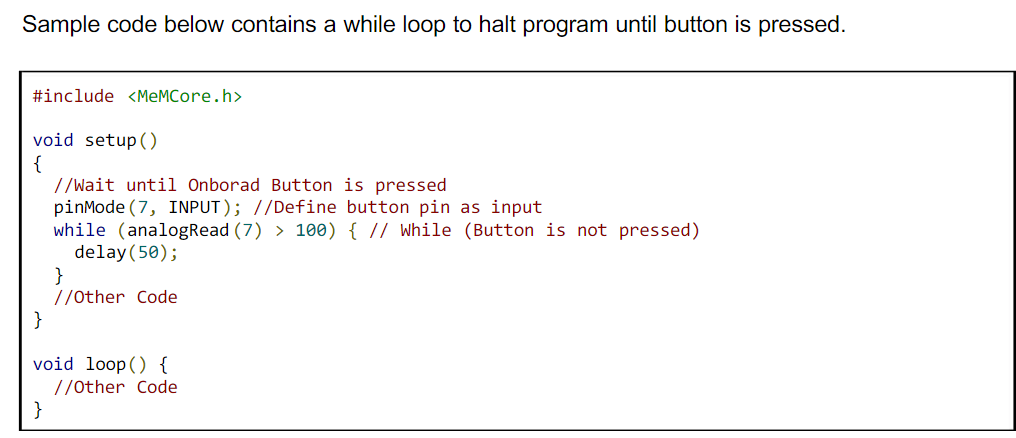 Sample code below contains a while loop to halt program until button is pressed.
#include <MeMCore.h>
void setup()
{
//Wait until Onborad Button is pressed
pinMode(7, INPUT); //Define button pin as input
while (analogRead(7) > 100) { // While (Button is not pressed)
delay(50);
}
//Other Code
}
void loop() {
//Other Code
}